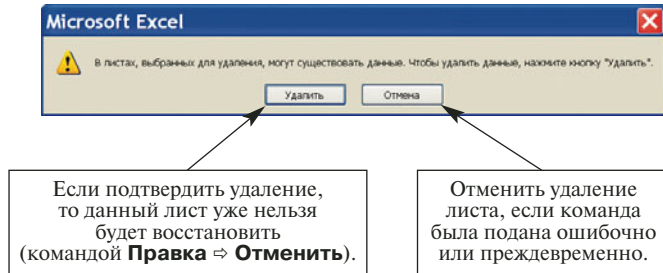 Microsoft Excel
В листах, выбранных для удаления, могут существовать данные. Чтобы удалить данные, нажмите кнопку "Удалить".
Удалить
Отмена
Если подтвердить удаление,
то данный лист уже нельзя
будет восстановить
(командой Правка ⇨ Отменить).
Отменить удаление
листа, если команда
была подана ошибочно
или преждевременно.